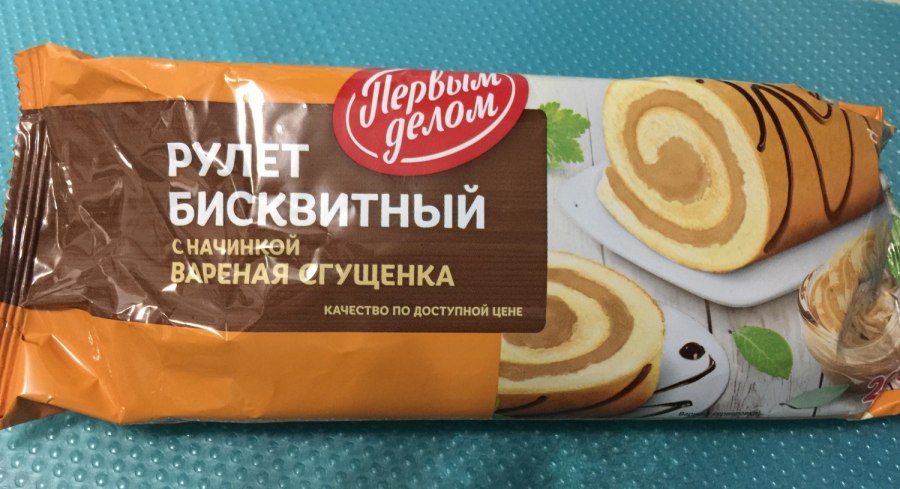 Первым
делом
РУЛЕТ
БИСКВИТНЫЙ
С НАЧИНКОЙ
ВАРЕНАЯ СГУЩЕНКА
КАЧЕСТВО ПО ДОСТУПНОЙ ЦЕНЕ